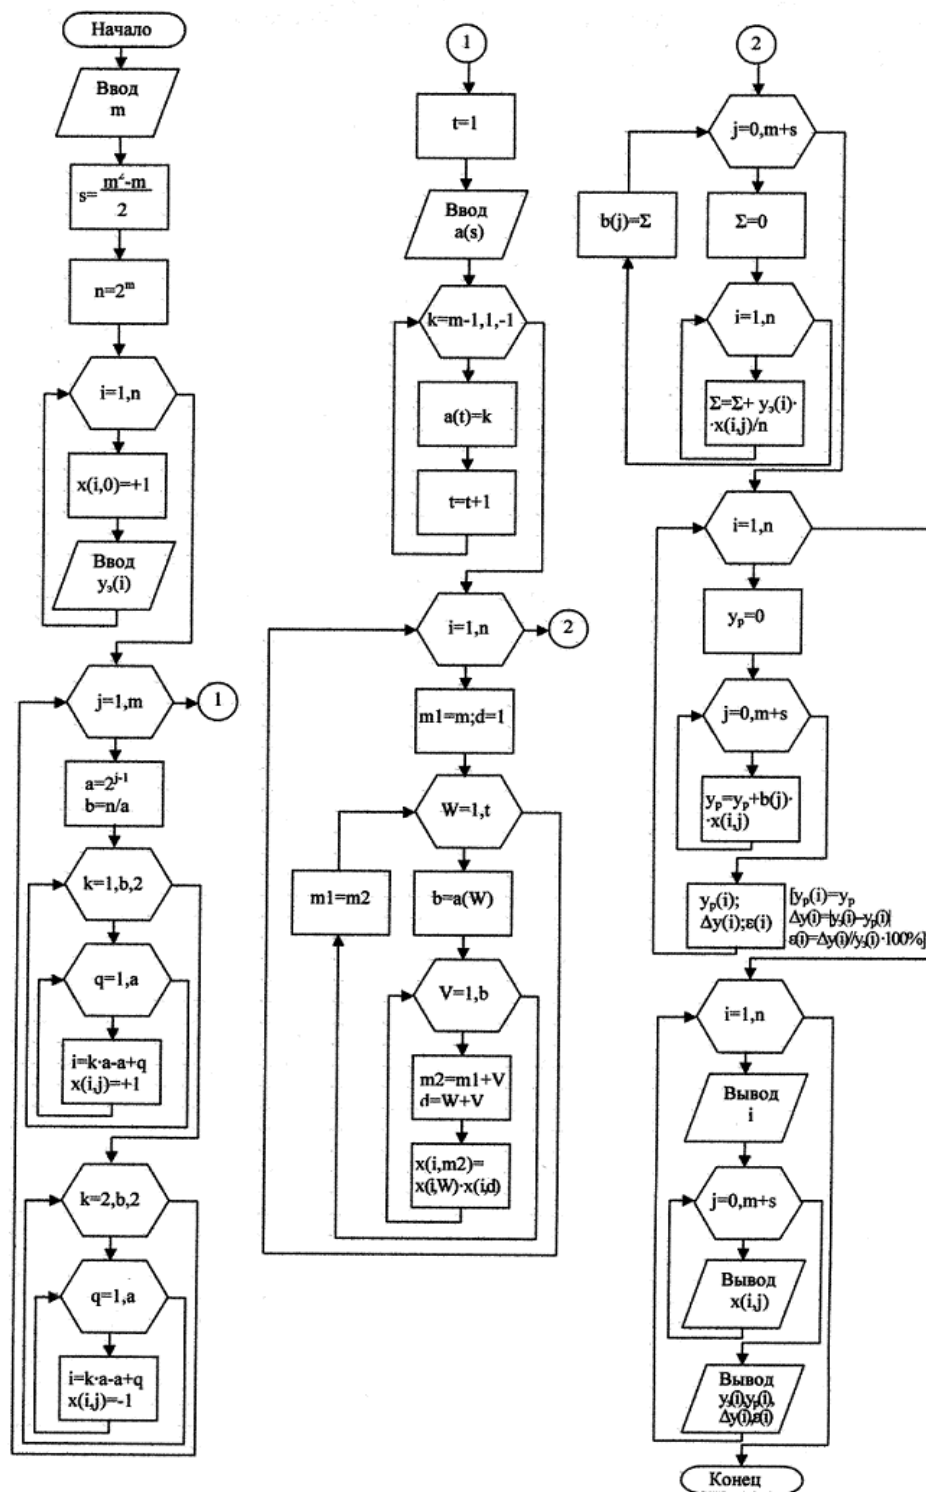 Начало
Ввод
m
s=m²-m
2
n=2ᵐ
i=1,n
x(i,0)=+1
Ввод
yэ(i)
j=1,m
1
a=2ʲ⁻¹
b=n/a
k=1,b,2
q=1,a
i=k·a-a+q
x(i,j)=+1
k=2,b,2
q=1,a
i=k·a-a+q
x(i,j)=-1
1
t=1
Ввод
a(s)
k=m-1,1,-1
a(t)=k
t=t+1
i=1,n
2
m1=m;d=1
W=1,t
m1=m2
b=a(W)
V=1,b
m2=m1+V
d=W+V
x(i,m2)=
x(i,W)·x(i,d)
2
j=0,m+s
b(j)=Σ
Σ=0
i=1,n
Σ=Σ+ yэ(i)·
·x(i,j)/n
i=1,n
yр=0
j=0,m+s
yр=yр+b(j)·
·x(i,j)
yр(i);
Δy(i);ε(i)
[yр(i)=yр
Δy(i)=|yэ(i)–yр(i)|
ε(i)=Δy(i)/yэ(i)·100%]
i=1,n
Вывод
i
j=0,m+s
Вывод
x(i,j)
Вывод
yэ(i),yр(i),
Δy(i),ε(i)
Конец